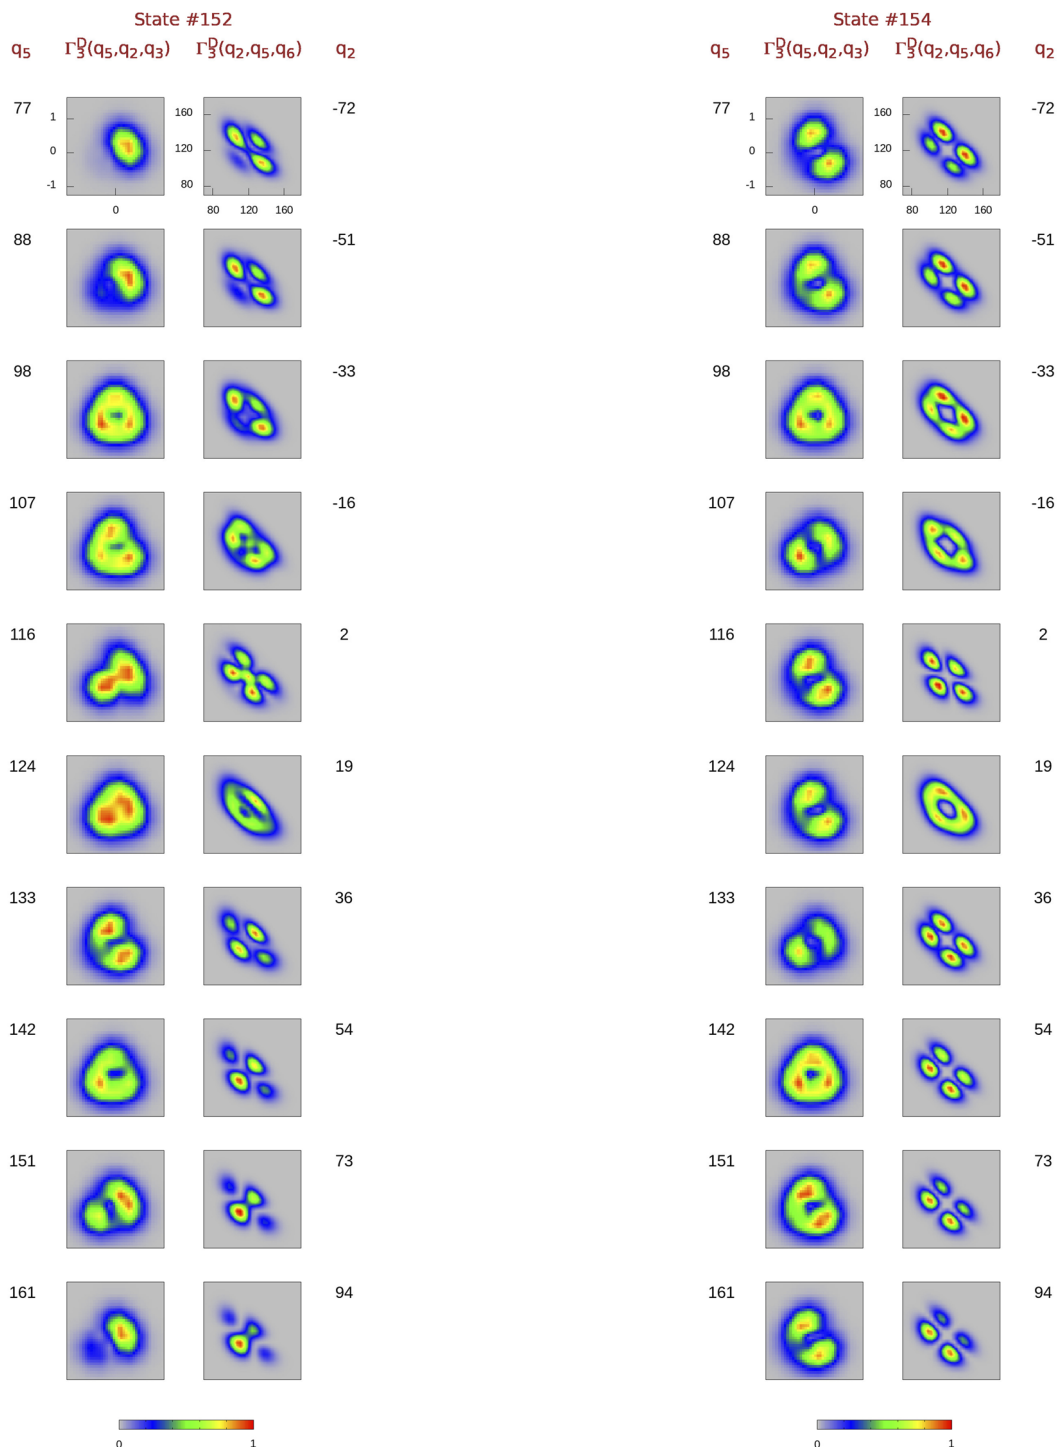 State #152 State #154
q5 Γ3D(q5,q2,q3) Γ3D(q2,q5,q6) q2 q5 Γ3D(q5,q2,q3) Γ3D(q2,q5,q6) q2
77 1 0 -1 160 120 80 -72 77 1 0 -1 160 120 80 -72
0 80 120 160 0 80 120 160
88 -51 88 -51
98 -33 98 -33
107 -16 107 -16
116 2 116 2
124 19 124 19
133 36 133 36
142 54 142 54
151 73 151 73
161 94 161 94
0 1 0 1